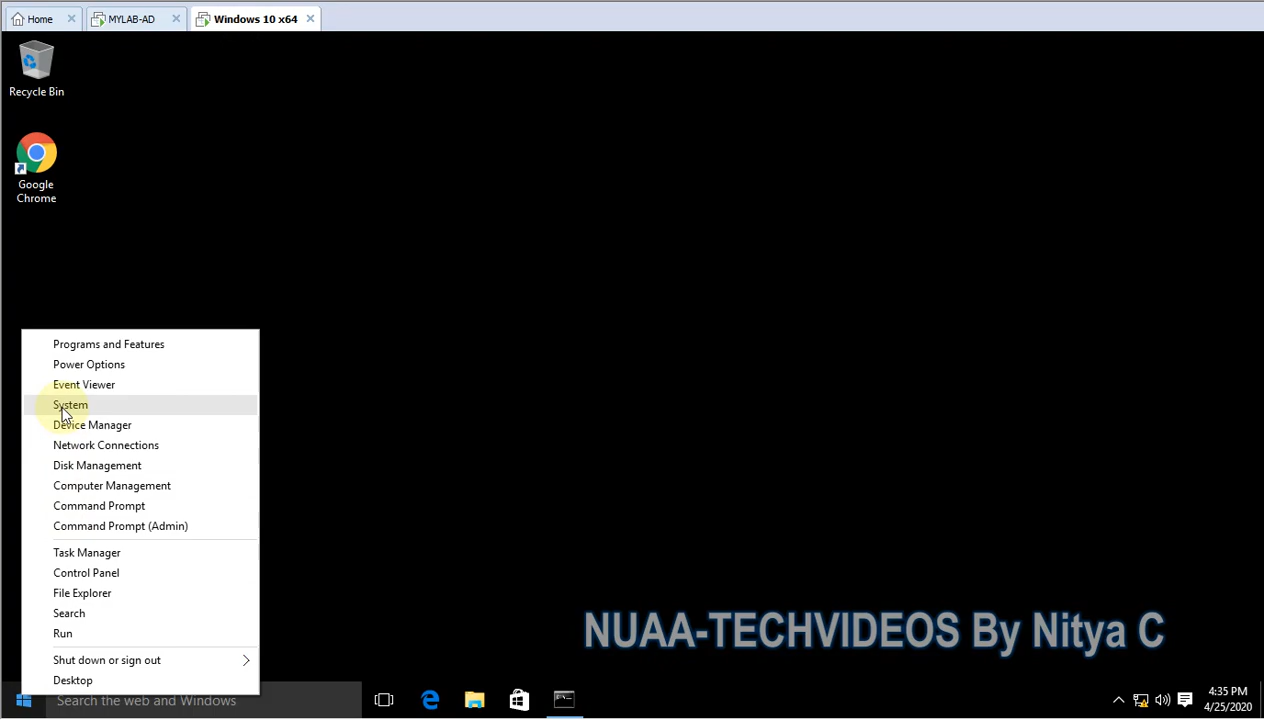 Home
MYLAB-AD
Windows 10 x64
Recycle Bin
Google
Chrome
Programs and Features
Power Options
Event Viewer
System
Device Manager
Network Connections
Disk Management
Computer Management
Command Prompt
Command Prompt (Admin)
Task Manager
Control Panel
File Explorer
Search
Run
Shut down or sign out
Desktop
NUAA-TECHVIDEOS By Nitya C
Search the web and Windows
4:35 PM
4/25/2020